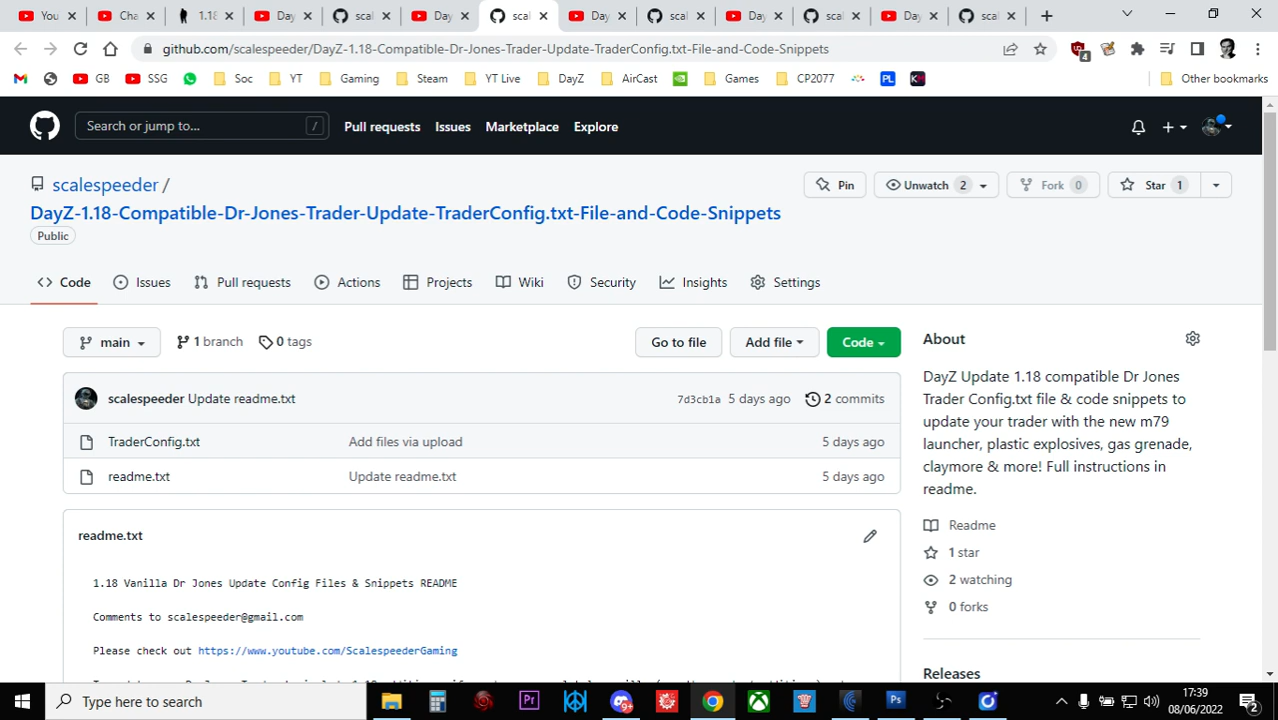 You
Cha
1.18
Day
scal
Day
scal
Day
scal
Day
scal
Day
scal
github.com/scalespeeder/DayZ-1.18-Compatible-Dr-Jones-Trader-Update-TraderConfig.txt-File-and-Code-Snippets
4
GB
SSG
Soc
YT
Gaming
Steam
YT Live
DayZ
AirCast
Games
CP2077
PL
Other bookmarks
Search or jump to...
/
Pull requests
Issues
Marketplace
Explore
scalespeeder /
Pin
Unwatch 2
Fork 0
Star 1
DayZ-1.18-Compatible-Dr-Jones-Trader-Update-TraderConfig.txt-File-and-Code-Snippets
Public
Code
Issues
Pull requests
Actions
Projects
Wiki
Security
Insights
Settings
main
1 branch
0 tags
Go to file
Add file
Code
scalespeeder Update readme.txt
7d3cb1a 5 days ago
2 commits
TraderConfig.txt
Add files via upload
5 days ago
readme.txt
Update readme.txt
5 days ago
readme.txt
1.18 Vanilla Dr Jones Update Config Files & Snippets README
Comments to scalespeeder@gmail.com
Please check out https://www.youtube.com/ScalespeederGaming
About
DayZ Update 1.18 compatible Dr Jones
Trader Config.txt file & code snippets to
update your trader with the new m79
launcher, plastic explosives, gas grenade,
claymore & more! Full instructions in
readme.
Readme
1 star
2 watching
0 forks
Releases
Type here to search
Pr
Ps
17:39
08/06/2022
2